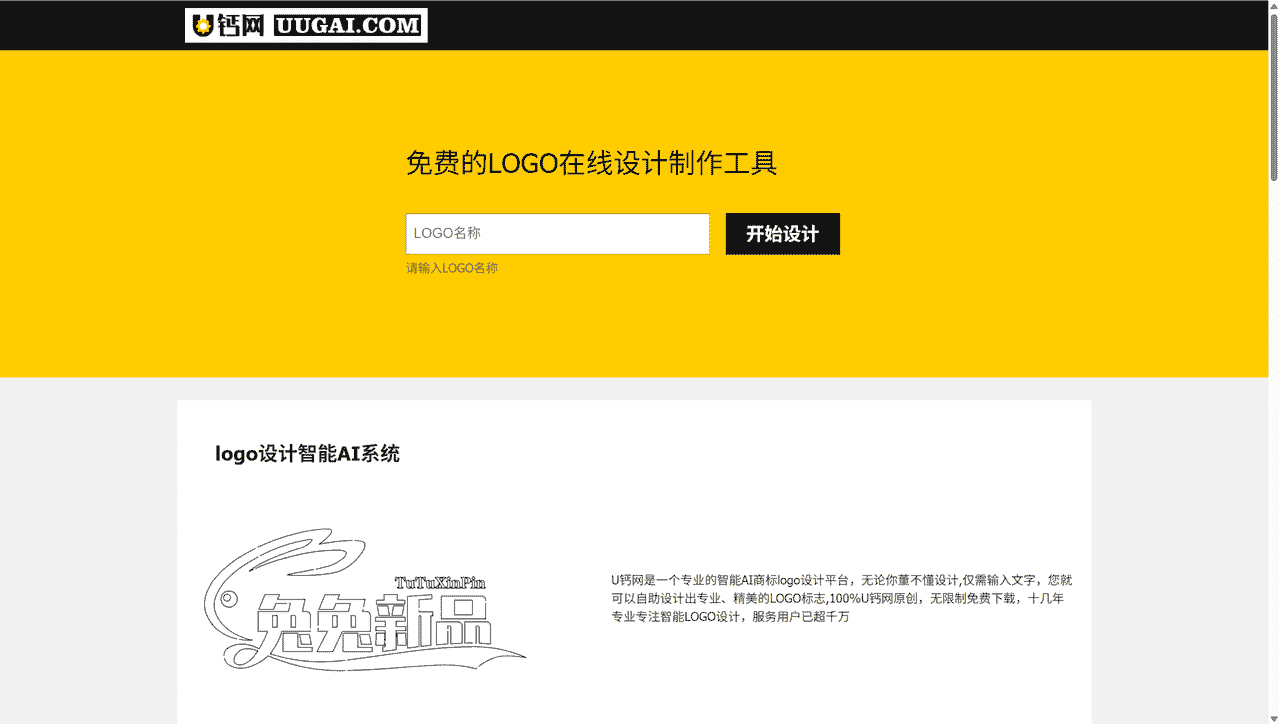 U钙网 UUGAI.COM
免费的LOGO在线设计制作工具
LOGO名称
开始设计
请输入LOGO名称
logo设计智能AI系统
TuTuXinPin
兔兔新品
U钙网是一个专业的智能AI商标logo设计平台，无论你董不懂设计,仅需输入文字，您就
可以自助设计出专业、精美的LOGO标志,100%U钙网原创，无限制免费下载，十几年
专业专注智能LOGO设计，服务用户已超千万